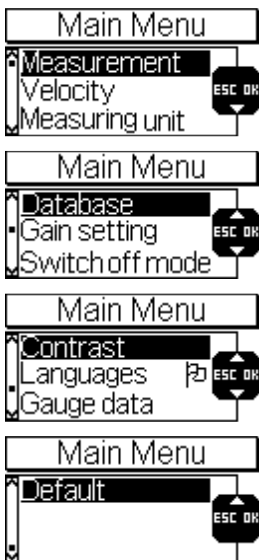 Main Menu
Measurement
Velocity
Measuring unit
ESC OK
Main Menu
Database
Gain setting
Switch off mode
ESC OK
Main Menu
Contrast
Languages
Gauge data
ESC OK
Main Menu
Default
ESC OK